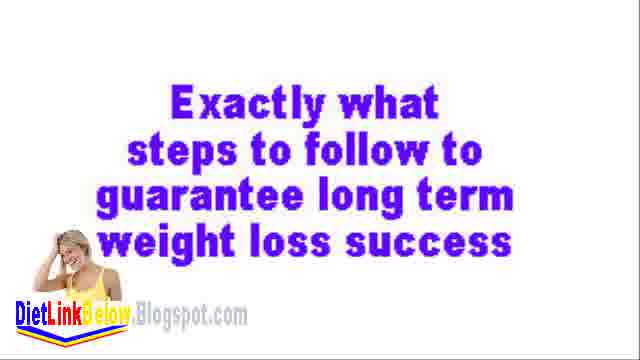 Exactly what
steps to follow to
guarantee long term
weight loss success
DietLinkBelow.Blogspot.com